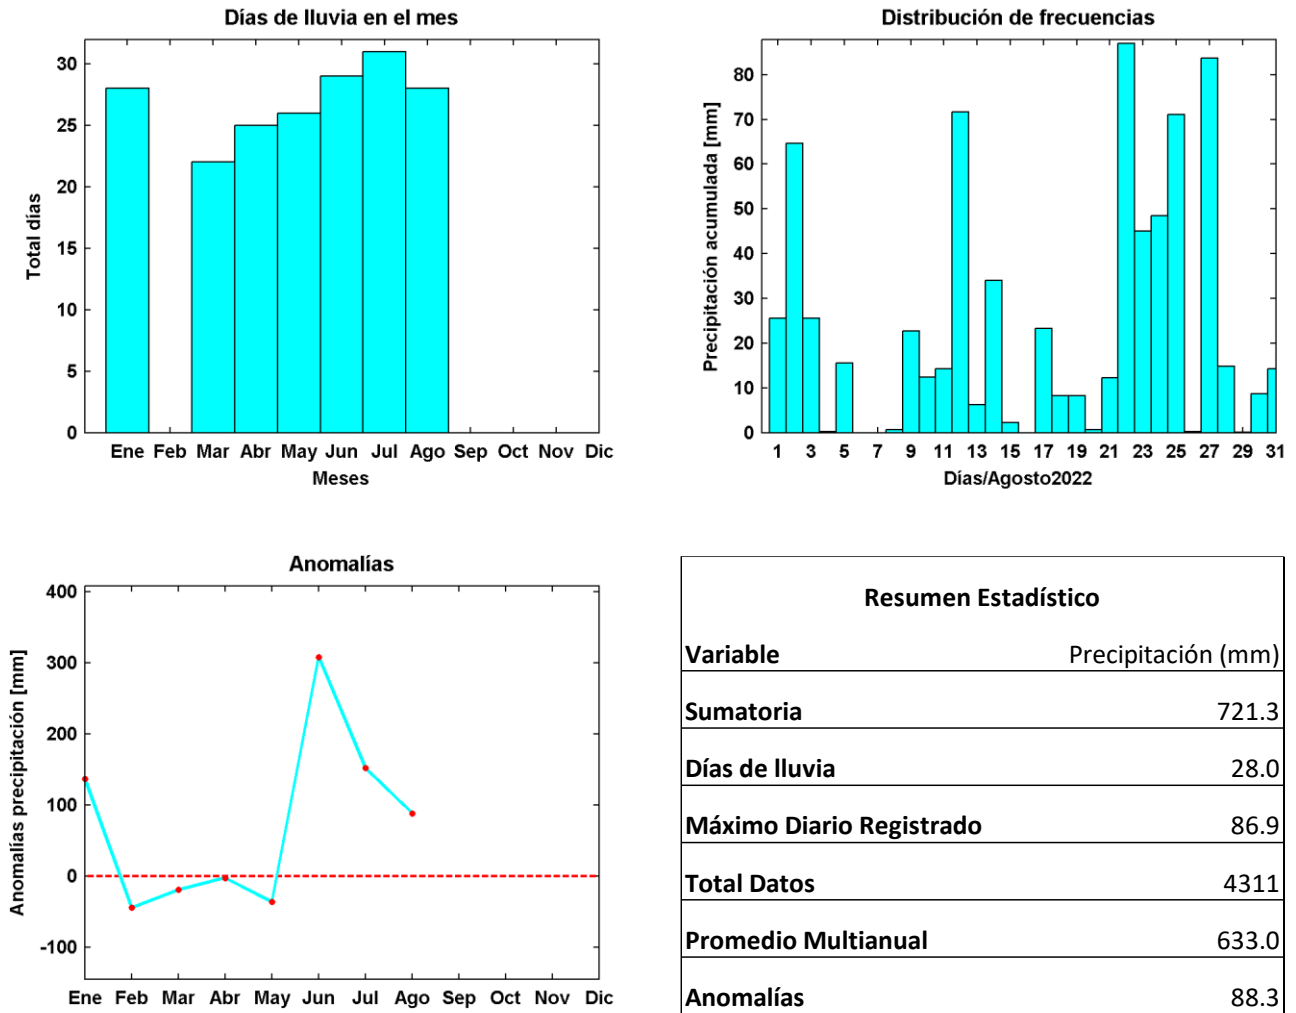 Días de lluvia en el mes
Total días
30
25
20
15
10
5
0
Ene Feb Mar Abr May Jun Jul Ago Sep Oct Nov Dic
Meses
Distribución de frecuencias
Precipitación acumulada [mm]
80
70
60
50
40
30
20
10
0
1 3 5 7 9 11 13 15 17 19 21 23 25 27 29 31
Días/Agosto2022
Anomalías
Anomalías precipitación [mm]
400
300
200
100
0
-100
Ene Feb Mar Abr May Jun Jul Ago Sep Oct Nov Dic
Resumen Estadístico
Variable Precipitación (mm)
Sumatoria 721.3
Días de lluvia 28.0
Máximo Diario Registrado 86.9
Total Datos 4311
Promedio Multianual 633.0
Anomalías 88.3